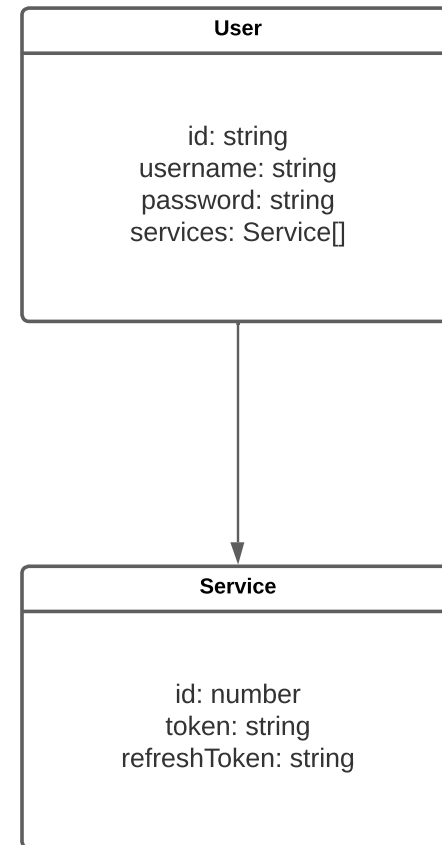 User
id: string
username: string
password: string
services: Service[]
Service
id: number
token: string
refreshToken: string